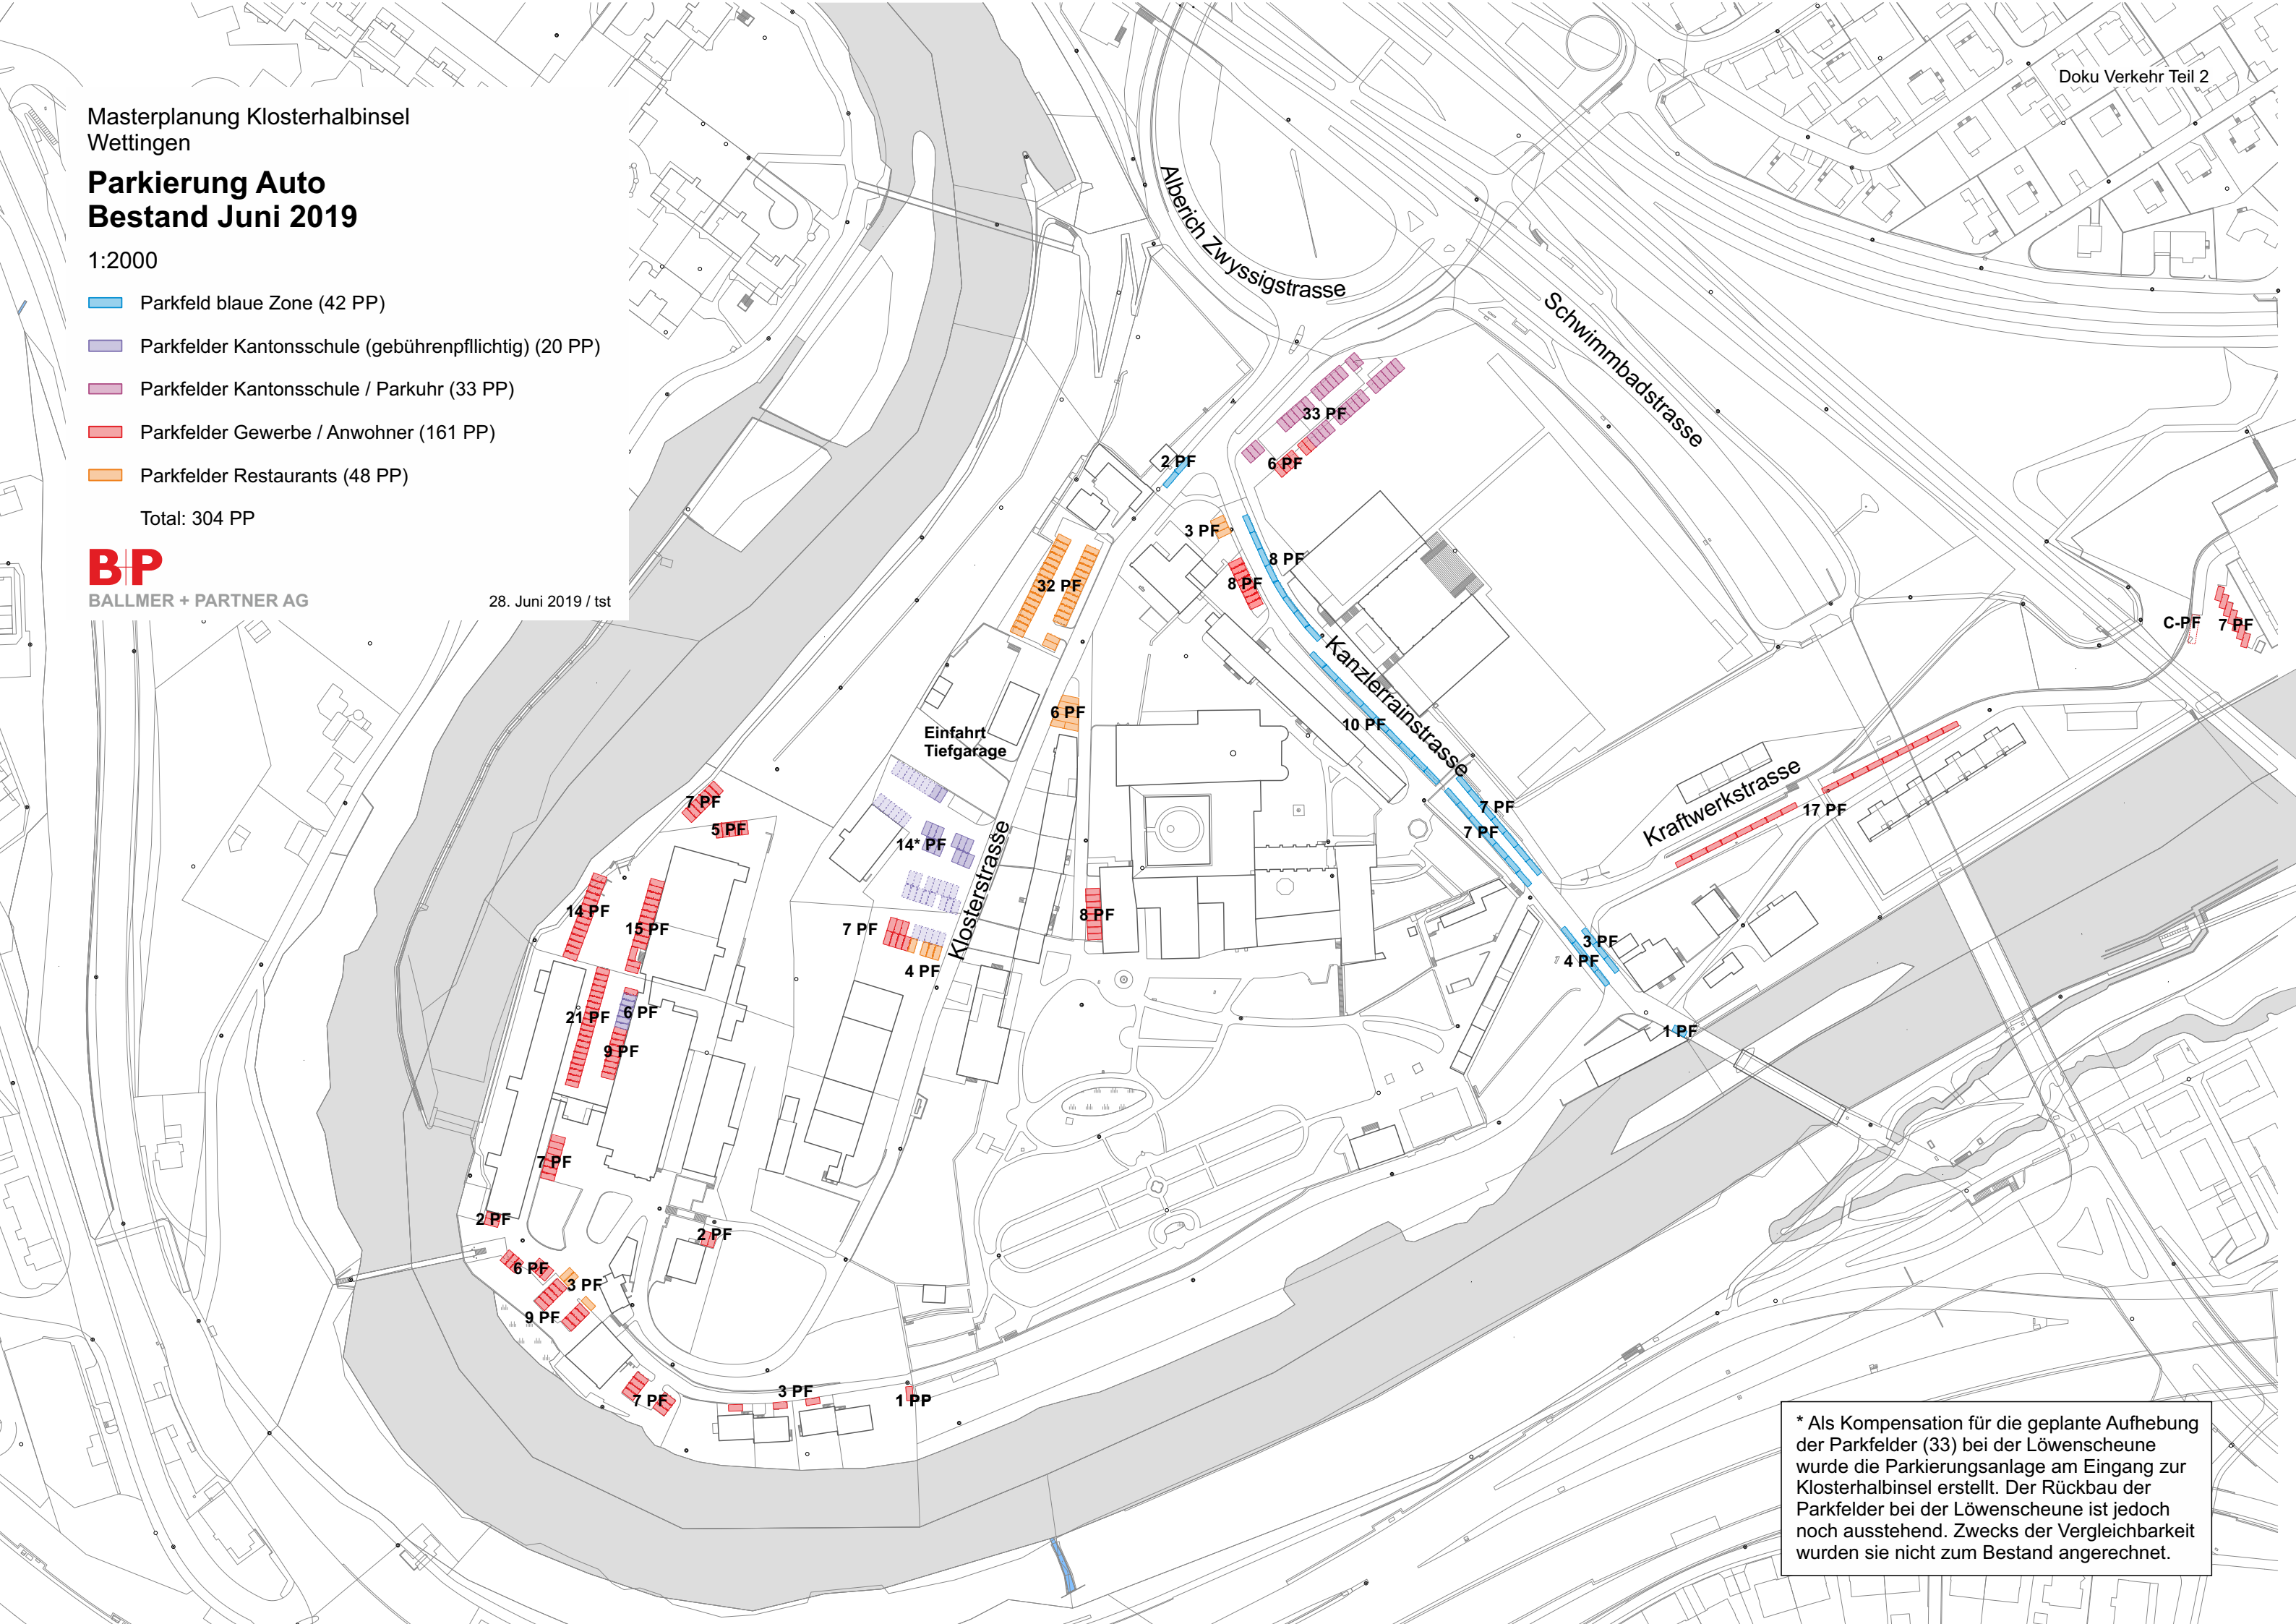 Doku Verkehr Teil 2
Masterplanung Klosterhalbinsel
Wettingen
Parkierung Auto
Bestand Juni 2019
1:2000
Parkfeld blaue Zone (42 PP)
Parkfelder Kantonsschule (gebührenpfllichtig) (20 PP)
Parkfelder Kantonsschule / Parkuhr (33 PP)
Parkfelder Gewerbe / Anwohner (161 PP)
Parkfelder Restaurants (48 PP)
Total: 304 PP
B+P
BALLMER + PARTNER AG
28. Juni 2019 / tst
Alberich Zwyssigstrasse
Schwimmbadstrasse
33 PF
2 PF
6 PF
3 PF
8 PF
8 PF
32 PF
C-PF
7 PF
Kanzlerrainstrasse
6 PF
10 PF
Einfahrt
Tiefgarage
Kraftwerkstrasse
7 PF
7 PF
17 PF
5 PF
7 PF
14* PF
Klosterstrasse
14 PF
15 PF
7 PF
8 PF
4 PF
3 PF
4 PF
21 PF
6 PF
9 PF
1 PF
7 PF
2 PF
2 PF
6 PF
3 PF
9 PF
7 PF
3 PF
1 PP
* Als Kompensation für die geplante Aufhebung
der Parkfelder (33) bei der Löwenscheune
wurde die Parkierungsanlage am Eingang zur
Klosterhalbinsel erstellt. Der Rückbau der
Parkfelder bei der Löwenscheune ist jedoch
noch ausstehend. Zwecks der Vergleichbarkeit
wurden sie nicht zum Bestand angerechnet.